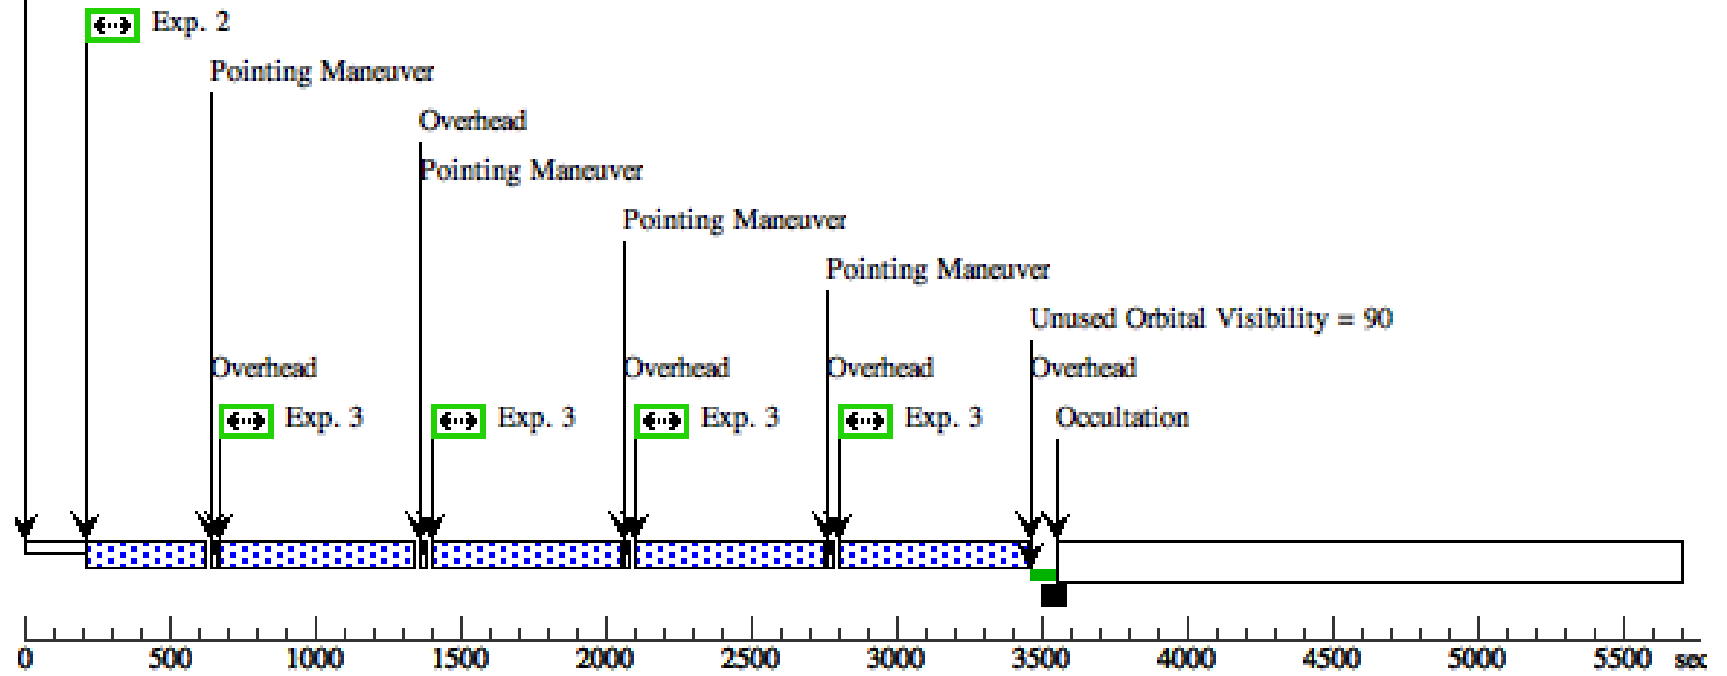 Exp. 2
Pointing Maneuver
Overhead
Pointing Maneuver
Pointing Maneuver
Pointing Maneuver
Unused Orbital Visibility = 90
Overhead Overhead Overhead Overhead
Exp. 3 Exp. 3 Exp. 3 Exp. 3 Occultation
0 500 1000 1500 2000 2500 3000 3500 4000 4500 5000 5500 sec